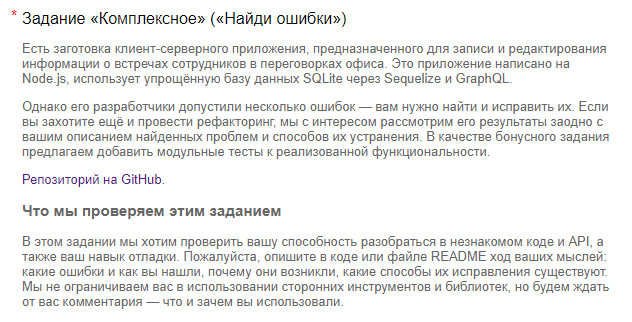 * Задание «Комплексное» («Найди ошибки»)
Есть заготовка клиент-серверного приложения, предназначенного для записи и редактирования
информации о встречах сотрудников в переговорках офиса. Это приложение написано на
Node.js, использует упрощённую базу данных SQLite через Sequelize и GraphQL.
Однако его разработчики допустили несколько ошибок — вам нужно найти и исправить их. Если
вы захотите ещё и провести рефакторинг, мы с интересом рассмотрим его результаты заодно с
вашим описанием найденных проблем и способов их устранения. В качестве бонусного задания
предлагаем добавить модульные тесты к реализованной функциональности.
Репозиторий на GitHub.
Что мы проверяем этим заданием
В этом задании мы хотим проверить вашу способность разобраться в незнакомом коде и API, а
также ваш навык отладки. Пожалуйста, опишите в коде или файле README ход ваших мыслей:
какие ошибки и как вы нашли, почему они возникли, какие способы их исправления существуют.
Мы не ограничиваем вас в использовании сторонних инструментов и библиотек, но будем ждать
от вас комментария — что и зачем вы использовали.